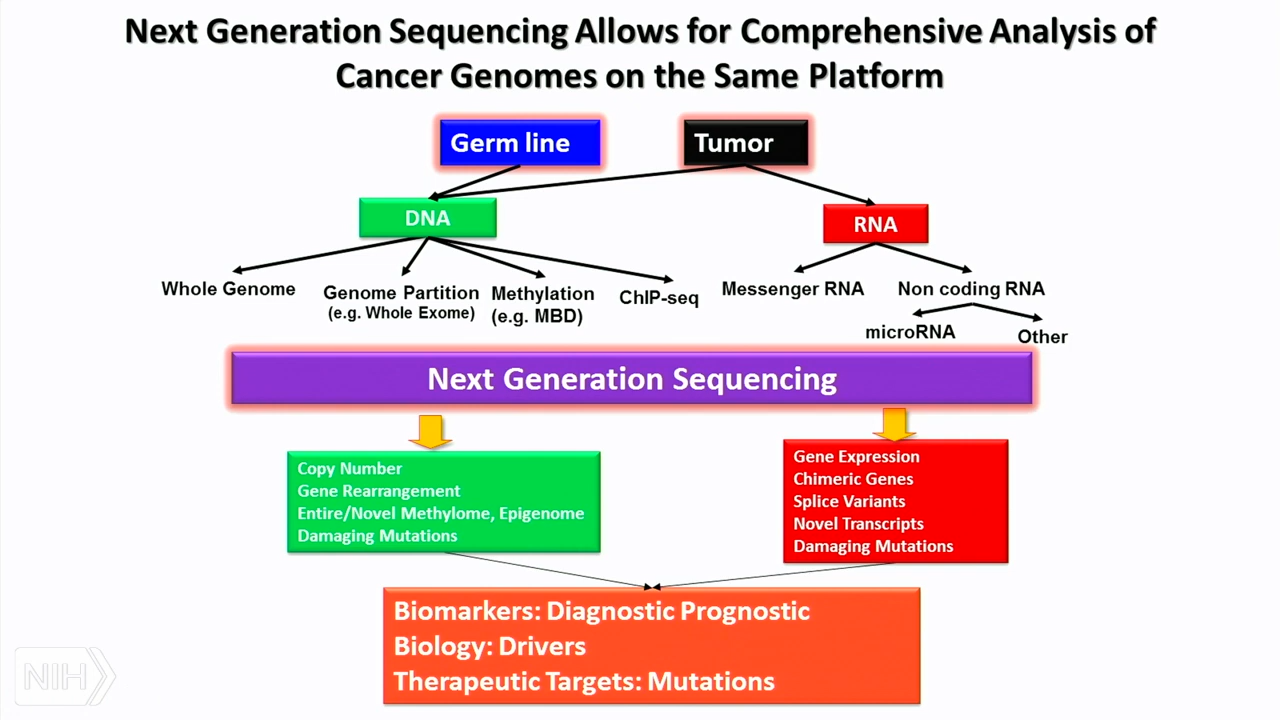 Next Generation Sequencing Allows for Comprehensive Analysis of
Cancer Genomes on the Same Platform
Germ line
Tumor
DNA
RNA
Whole Genome
Genome Partition
(e.g. Whole Exome)
Methylation
(e.g. MBD)
ChIP-seq
Messenger RNA
Non coding RNA
microRNA
Other
Next Generation Sequencing
Copy Number
Gene Rearrangement
Entire/Novel Methylome, Epigenome
Damaging Mutations
Gene Expression
Chimeric Genes
Splice Variants
Novel Transcripts
Damaging Mutations
Biomarkers: Diagnostic Prognostic
Biology: Drivers
Therapeutic Targets: Mutations
NIH